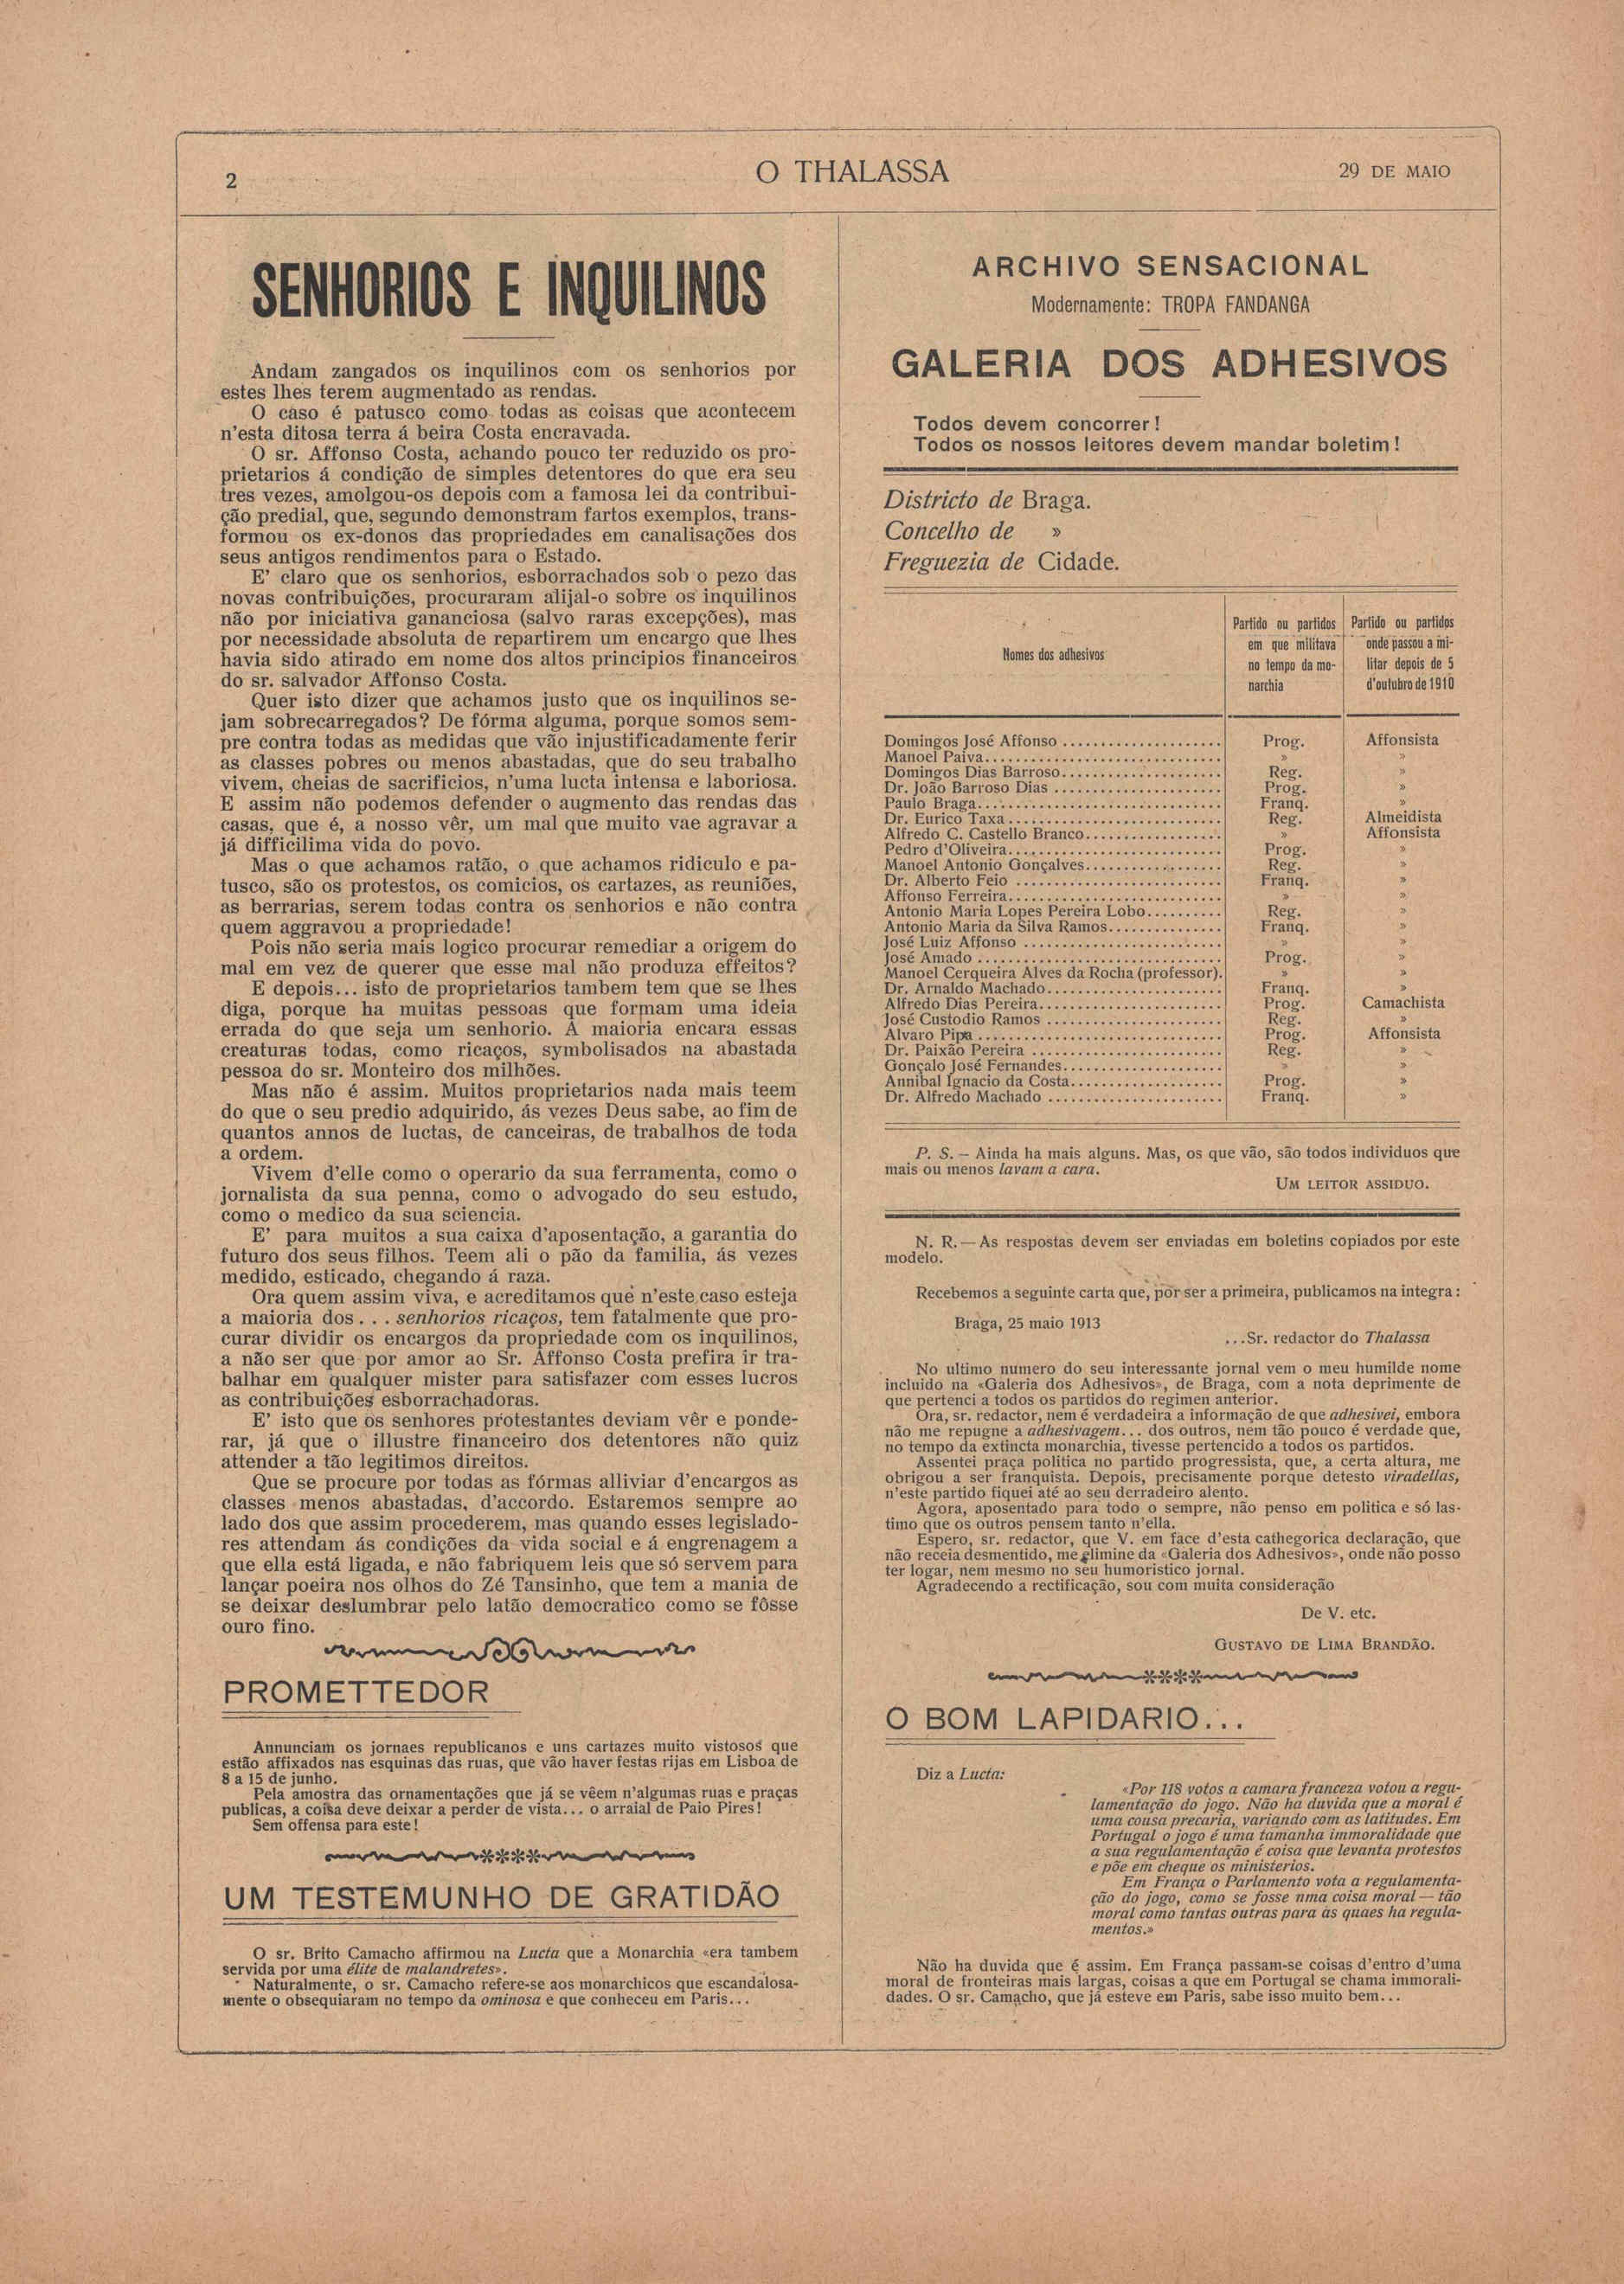 2
O THALASSA
29 DE MAIO
SENHORIOS E INQUILINOS
Andam zangados os inquilinos com os senhorios por
estes lhes terem augmentado as rendas.
O caso é patusco como todas as coisas que acontecem
n'esta ditosa terra á beira Costa encravada.
O sr. Affonso Costa, achando pouco ter reduzido os pro-
prietarios á condição de simples detentores do que era seu
tres vezes, amolgou-os depois com a famosa lei da contribui-
ção predial, que, segundo demonstram fartos exemplos, trans-
formou os ex-donos das propriedades em canalisações dos
seus antigos rendimentos para o Estado.
E' claro que os senhorios, esborrachados sob o pezo das
novas contribuições, procuraram alijal-o sobre os inquilinos
não por iniciativa gananciosa (salvo raras excepções), mas
por necessidade absoluta de repartirem um encargo que lhes
havia sido atirado em nome dos altos principios financeiros
do sr. salvador Affonso Costa.
Quer isto dizer que achamos justo que os inquilinos se-
jam sobrecarregados? De fórma alguma, porque somos sem-
pre contra todas as medidas que vão injustificadamente ferir
as classes pobres ou menos abastadas, que do seu trabalho
vivem, cheias de sacrificios, n'uma lucta intensa e laboriosa.
E assim não podemos defender o augmento das rendas das
casas, que é, a nosso vêr, um mal que muito vae agravar a
já difficilima vida do povo.
Mas o que achamos ratão, o que achamos ridiculo e pa-
tusco, são os protestos, os comicios, os cartazes, as reuniões,
as berrarias, serem todas contra os senhorios e não contra
quem aggravou a propriedade!
Pois não seria mais logico procurar remediar a origem do
mal em vez de querer que esse mal não produza effeitos?
E depois... isto de proprietarios tambem tem que se lhes
diga, porque ha muitas pessoas que formam uma ideia
errada do que seja um senhorio. A maioria encara essas
creaturas todas, como ricaços, symbolisados na abastada
pessoa do sr. Monteiro dos milhões.
Mas não é assim. Muitos proprietarios nada mais teem
do que o seu predio adquirido, ás vezes Deus sabe, ao fim de
quantos annos de luctas, de canceiras, de trabalhos de toda
a ordem.
Vivem d'elle como o operario da sua ferramenta, como o
jornalista da sua penna, como o advogado do seu estudo,
como o medico da sua sciencia.
E' para muitos a sua caixa d'aposentação, a garantia do
futuro dos seus filhos. Teem ali o pão da familia, ás vezes
medido, esticado, chegando á raza.
Ora quem assim viva, e acreditamos que n'este caso esteja
a maioria dos... senhorios ricaços, tem fatalmente que pro-
curar dividir os encargos da propriedade com os inquilinos,
a não ser que por amor ao Sr. Affonso Costa prefira ir tra-
balhar em qualquer mister para satisfazer com esses lucros
as contribuições esborrachadoras.
E' isto que os senhores protestantes deviam vêr e ponde-
rar, já que o illustre financeiro dos detentores não quiz
attender a tão legitimos direitos.
Que se procure por todas as fórmas alliviar d'encargos as
classes menos abastadas, d'accordo. Estaremos sempre ao
lado dos que assim procederem, mas quando esses legislado-
res attendam ás condições da vida social e á engrenagem a
que ella está ligada, e não fabriquem leis que só servem para
lançar poeira nos olhos do Zé Tansinho, que tem a mania de
se deixar deslumbrar pelo latão democratico como se fôsse
ouro fino.
PROMETTEDOR
Annunciam os jornaes republicanos e uns cartazes muito vistosos que
estão affixados nas esquinas das ruas, que vão haver festas rijas em Lisboa de
8 a 15 de junho.
Pela amostra das ornamentações que já se vêem n'algumas ruas e praças
publicas, a coisa deve deixar a perder de vista... o arraial de Paio Pires!
Sem offensa para este!
UM TESTEMUNHO DE GRATIDÃO
O sr. Brito Camacho affirmou na Lucta que a Monarchia «era tambem
servida por uma élite de malandretes».
Naturalmente, o sr. Camacho refere-se aos monarchicos que escandalosa-
mente o obsequiaram no tempo da ominosa e que conheceu em Paris...
ARCHIVO SENSACIONAL
Modernamente: TROPA FANDANGA
GALERIA DOS ADHESIVOS
Todos devem concorrer!
Todos os nossos leitores devem mandar boletim!
Districto de Braga.
Concelho de »
Freguezia de Cidade.
Nomes dos adhesivos
Partido ou partidos
em que militava
no tempo da mo-
narchia
Partido ou partidos
onde passou a mi-
litar depois de 5
d'outubro de 1910
Domingos José Affonso ..................... Prog. Affonsista
Manoel Paiva............................... » »
Domingos Dias Barroso..................... Reg. »
Dr. João Barroso Dias ...................... Prog. »
Paulo Braga................................ Franq. »
Dr. Eurico Taxa............................ Reg. Almeidista
Alfredo C. Castello Branco.................. » Affonsista
Pedro d'Oliveira............................ Prog. »
Manoel Antonio Gonçalves.................. Reg. »
Dr. Alberto Feio ........................... Franq. »
Affonso Ferreira............................ » »
Antonio Maria Lopes Pereira Lobo.......... Reg. »
Antonio Maria da Silva Ramos............... Franq. »
José Luiz Affonso .......................... » »
José Amado ................................ Prog. »
Manoel Cerqueira Alves da Rocha (professor). » »
Dr. Arnaldo Machado....................... Franq. »
Alfredo Dias Pereira........................ Prog. Camachista
José Custodio Ramos ....................... Reg. »
Alvaro Pipa................................ Prog. Affonsista
Dr. Paixão Pereira ......................... Reg. »
Gonçalo José Fernandes..................... » »
Annibal Ignacio da Costa.................... Prog. »
Dr. Alfredo Machado ....................... Franq. »
P. S. — Ainda ha mais alguns. Mas, os que vão, são todos individuos que
mais ou menos lavam a cara.
UM LEITOR ASSIDUO.
N. R. — As respostas devem ser enviadas em boletins copiados por este
modelo.
Recebemos a seguinte carta que, por ser a primeira, publicamos na integra:
Braga, 25 maio 1913
...Sr. redactor do Thalassa
No ultimo numero do seu interessante jornal vem o meu humilde nome
incluido na «Galeria dos Adhesivos», de Braga, com a nota deprimente de
que pertenci a todos os partidos do regimen anterior.
Ora, sr. redactor, nem é verdadeira a informação de que adhesivei, embora
não me repugne a adhesivagem... dos outros, nem tão pouco é verdade que,
no tempo da extincta monarchia, tivesse pertencido a todos os partidos.
Assentei praça politica no partido progressista, que, a certa altura, me
obrigou a ser franquista. Depois, precisamente porque detesto viradellas,
n'este partido fiquei até ao seu derradeiro alento.
Agora, aposentado para todo o sempre, não penso em politica e só las-
timo que os outros pensem tanto n'ella.
Espero, sr. redactor, que V. em face d'esta cathegorica declaração, que
não receia desmentido, me elimine da «Galeria dos Adhesivos», onde não posso
ter logar, nem mesmo no seu humoristico jornal.
Agradecendo a rectificação, sou com muita consideração
De V. etc.
GUSTAVO DE LIMA BRANDÃO.
O BOM LAPIDARIO...
Diz a Lucta:
«Por 118 votos a camara franceza votou a regu-
lamentação do jogo. Não ha duvida que a moral é
uma cousa precaria, variando com as latitudes. Em
Portugal o jogo é uma tamanha immoralidade que
a sua regulamentação é coisa que levanta protestos
e põe em cheque os ministerios.
Em França o Parlamento vota a regulamenta-
ção do jogo, como se fosse uma coisa moral — tão
moral como tantas outras para as quaes ha regula-
mentos.»
Não ha duvida que é assim. Em França passam-se coisas d'entro d'uma
moral de fronteiras mais largas, coisas a que em Portugal se chama immorali-
dades. O sr. Camacho, que já esteve em Paris, sabe isso muito bem...